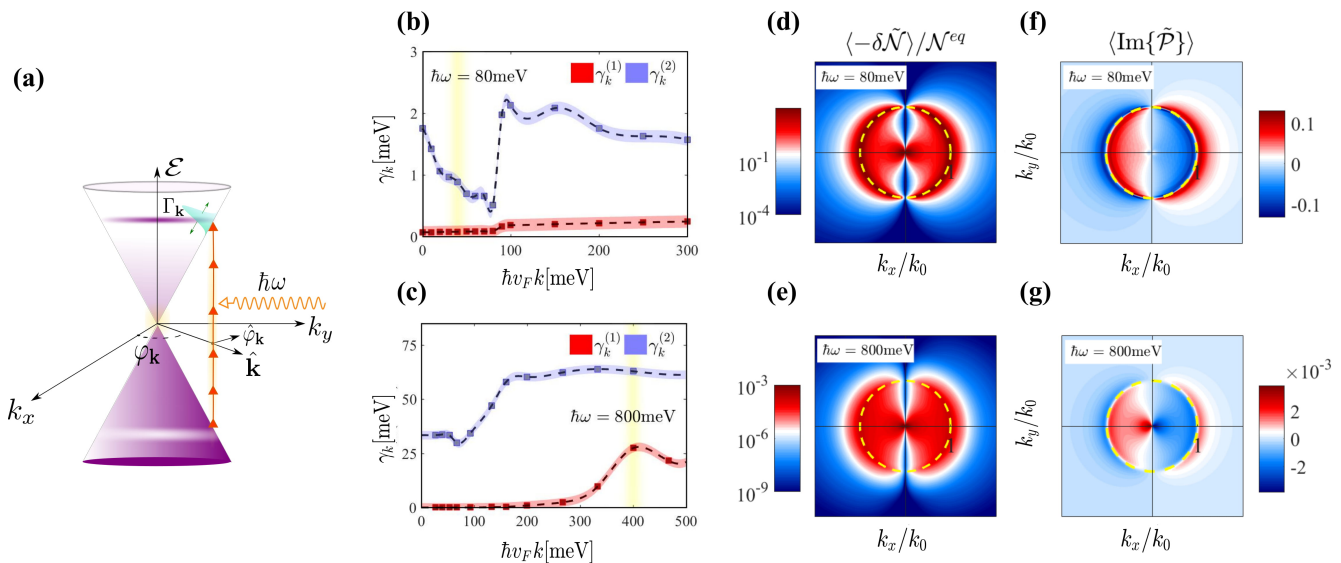 (a)
ℰ
Γ_k
ħω
k_y
φ̂_k
φ_k
k̂
k_x
(b)
3
2
1
0
γ_k[meV]
ħω = 80meV
γ_k^(1) γ_k^(2)
0 100 200 300
ħv_F k[meV]
(c)
75
50
25
0
γ_k[meV]
γ_k^(1) γ_k^(2)
ħω = 800meV
0 100 200 300 400 500
ħv_F k[meV]
(d)
⟨−δÑ⟩/N^eq
ħω = 80meV
10^-1
10^-4
1
k_x/k_0
(e)
ħω = 800meV
10^-3
10^-6
10^-9
1
k_x/k_0
(f)
⟨Im{P̃}⟩
ħω = 80meV
k_y/k_0
1
0.1
0
-0.1
k_x/k_0
(g)
ħω = 800meV
k_y/k_0
1
×10^-3
2
0
-2
k_x/k_0